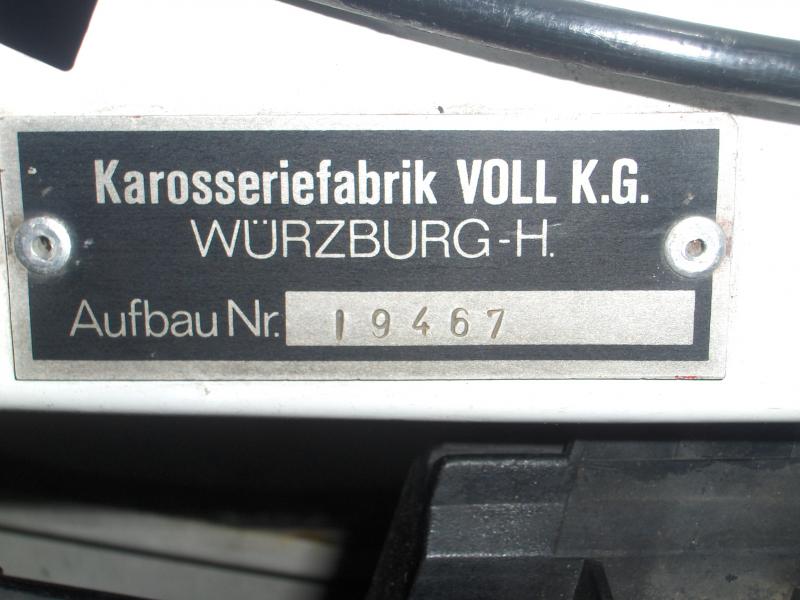 Karosseriefabrik VOLL K.G.
WÜRZBURG-H.
Aufbau Nr. 19467